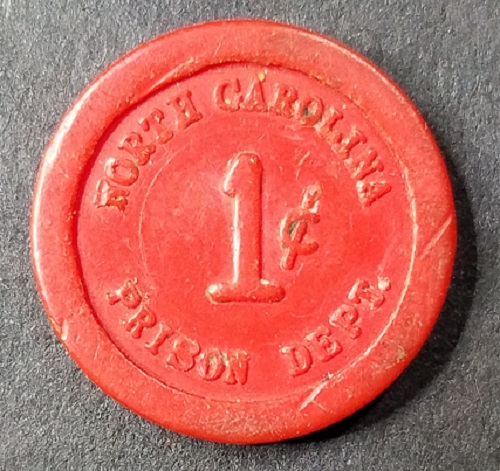 NORTH CAROLINA
1¢
PRISON DEPT.